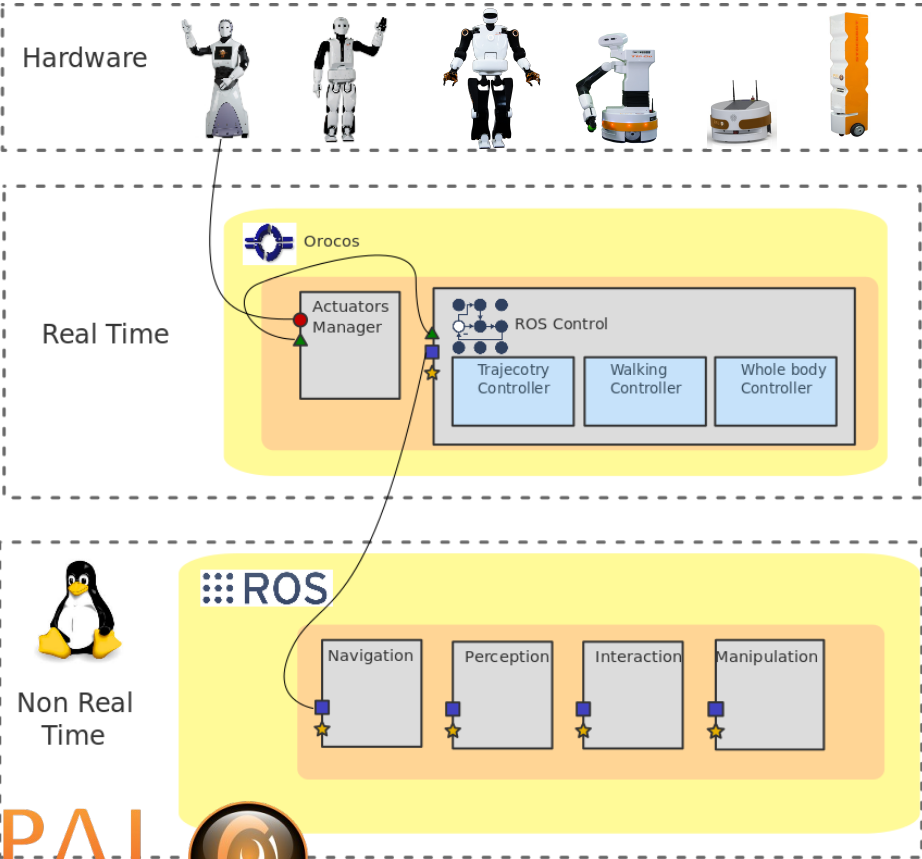 Hardware
Orocos
Real Time
Actuators
Manager
ROS Control
Trajecotry
Controller
Walking
Controller
Whole body
Controller
ROS
Navigation
Perception
Interaction
Manipulation
Non Real
Time
PAL